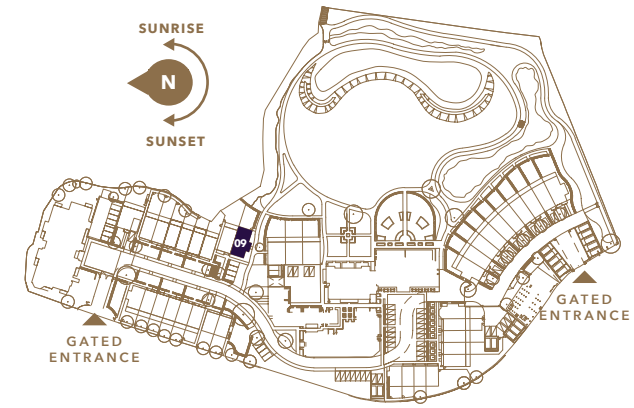 SUNRISE
N
SUNSET
09
GATED
ENTRANCE
GATED
ENTRANCE